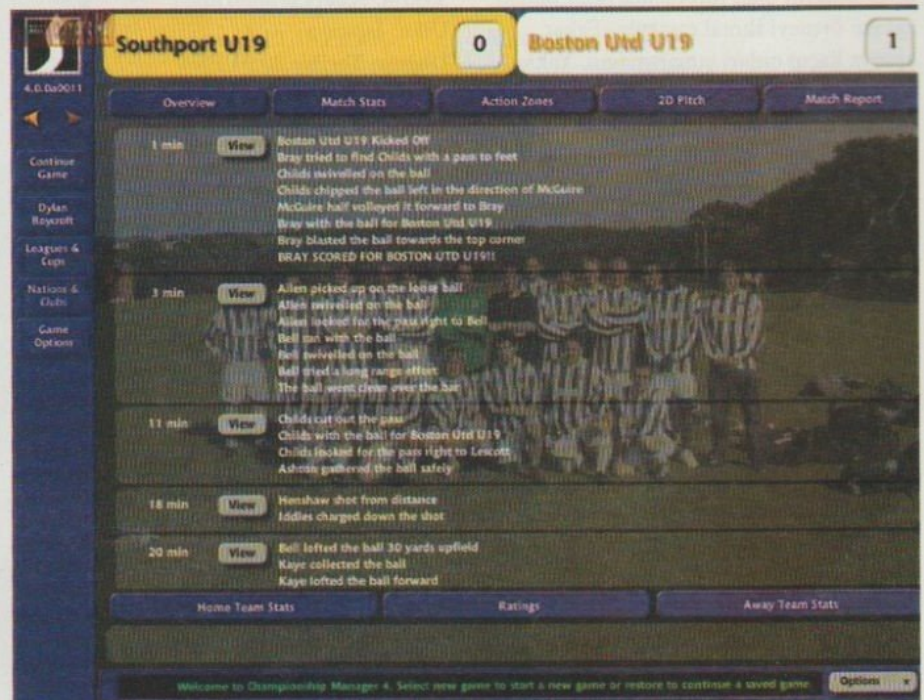 Southport U19 0 Boston Utd U19 1
4.0.0a0011
Overview Match Stats Action Zones 2D Pitch Match Report
Continue
Game
Dylan
Roycroft
Leagues &
Cups
Nations &
Clubs
Game
Options
1 min View Boston Utd U19 Kicked Off
Bray tried to find Childs with a pass to feet
Childs swivelled on the ball
Childs chipped the ball left in the direction of McGuire
McGuire half volleyed it forward to Bray
Bray with the ball for Boston Utd U19
Bray blasted the ball towards the top corner
BRAY SCORED FOR BOSTON UTD U19!!
3 min View Allen picked up on the loose ball
Allen swivelled on the ball
Allen looked for the pass right to Bell
Bell ran with the ball
Bell swivelled on the ball
Bell tried a long range effort
The ball went clean over the bar
11 min View Childs cut out the pass
Childs with the ball for Boston Utd U19
Childs looked for the pass right to Lescott
Ashton gathered the ball safely
18 min View Henshaw shot from distance
Iddles charged down the shot
20 min View Bell lofted the ball 30 yards upfield
Kaye collected the ball
Kaye lofted the ball forward
Home Team Stats Ratings Away Team Stats
Welcome to Championship Manager 4. Select new game to start a new game or restore to continue a saved game. Options x